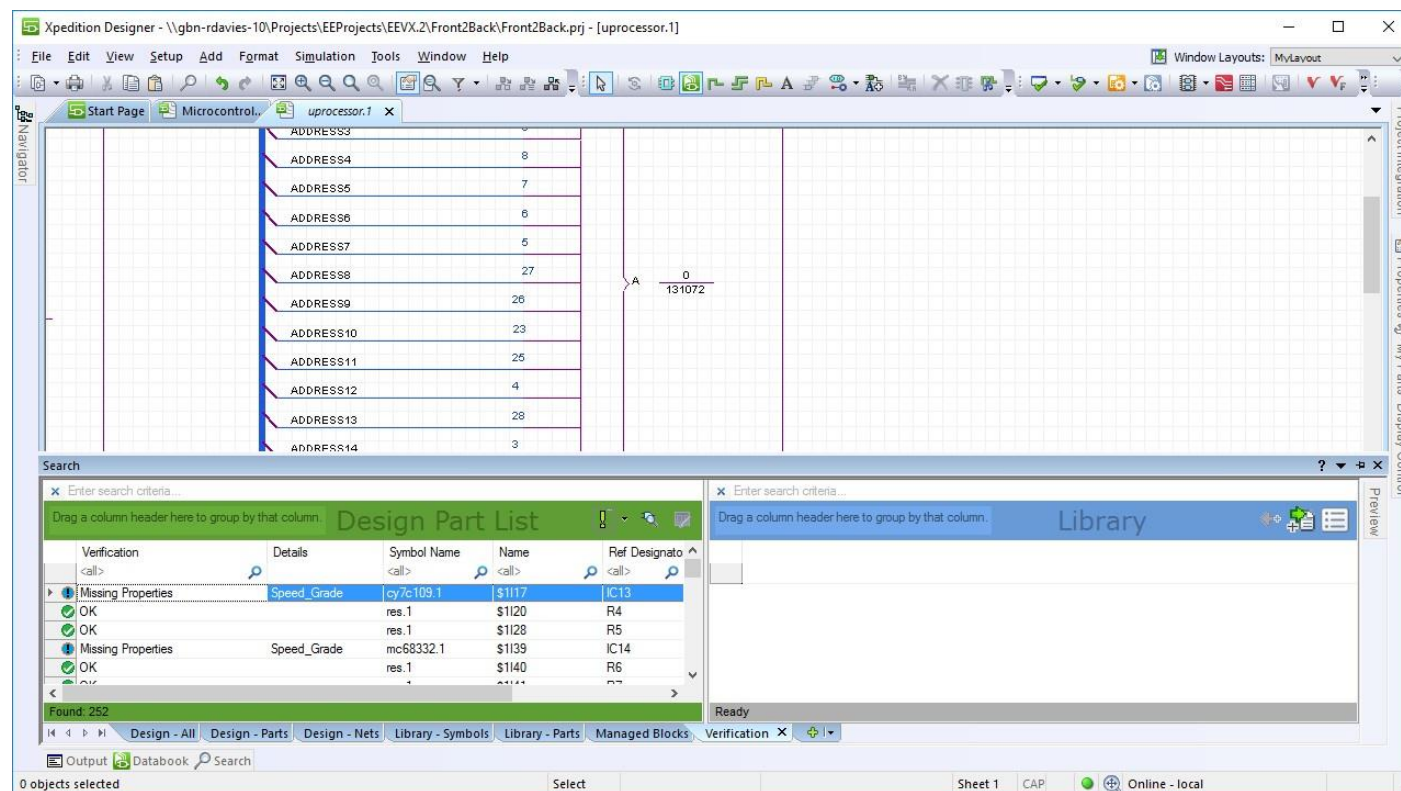 Xpedition Designer - \\gbn-rdavies-10\Projects\EEProjects\EEVX.2\Front2Back\Front2Back.prj - [uprocessor.1]
File Edit View Setup Add Format Simulation Tools Window Help
Window Layouts: MyLayout
Start Page Microcontrol.. uprocessor.1
Navigator
ADDRESS3
ADDRESS4 8
ADDRESS5 7
ADDRESS6 6
ADDRESS7 5
ADDRESS8 27
A 0
131072
ADDRESS9 26
ADDRESS10 23
ADDRESS11 25
ADDRESS12 4
ADDRESS13 28
ADDRESS14 3
Project Integration
Properties
My Parts
Display Control
Search
Enter search criteria...
Drag a column header here to group by that column. Design Part List
Verification Details Symbol Name Name Ref Designato
<all> <all> <all> <all>
Missing Properties Speed_Grade cy7c109.1 $1I17 IC13
OK res.1 $1I20 R4
OK res.1 $1I28 R5
Missing Properties Speed_Grade mc68332.1 $1I39 IC14
OK res.1 $1I40 R6
Found: 252
Enter search criteria...
Drag a column header here to group by that column. Library
Ready
Preview
Design - All Design - Parts Design - Nets Library - Symbols Library - Parts Managed Blocks Verification
Output Databook Search
0 objects selected Select Sheet 1 CAP Online - local